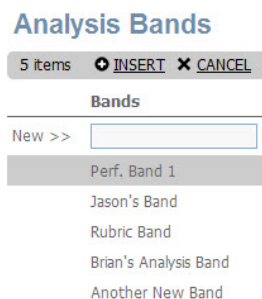 Analysis Bands
5 items INSERT CANCEL
Bands
New >>
Perf. Band 1
Jason's Band
Rubric Band
Brian's Analysis Band
Another New Band